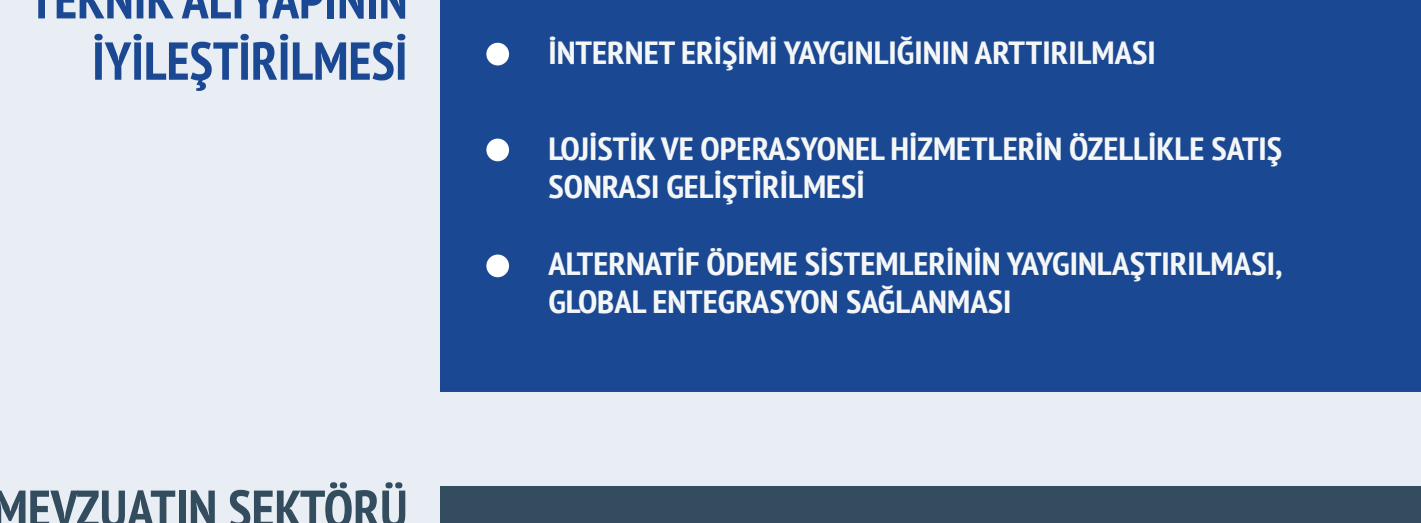 TEKNİK ALTYAPININ
İYİLEŞTİRİLMESİ
İNTERNET ERİŞİMİ YAYGINLIĞININ ARTTIRILMASI
LOJİSTİK VE OPERASYONEL HİZMETLERİN ÖZELLİKLE SATIŞ
SONRASI GELİŞTİRİLMESİ
ALTERNATİF ÖDEME SİSTEMLERİNİN YAYGINLAŞTIRILMASI,
GLOBAL ENTEGRASYON SAĞLANMASI
MEVZUATIN SEKTÖRÜ